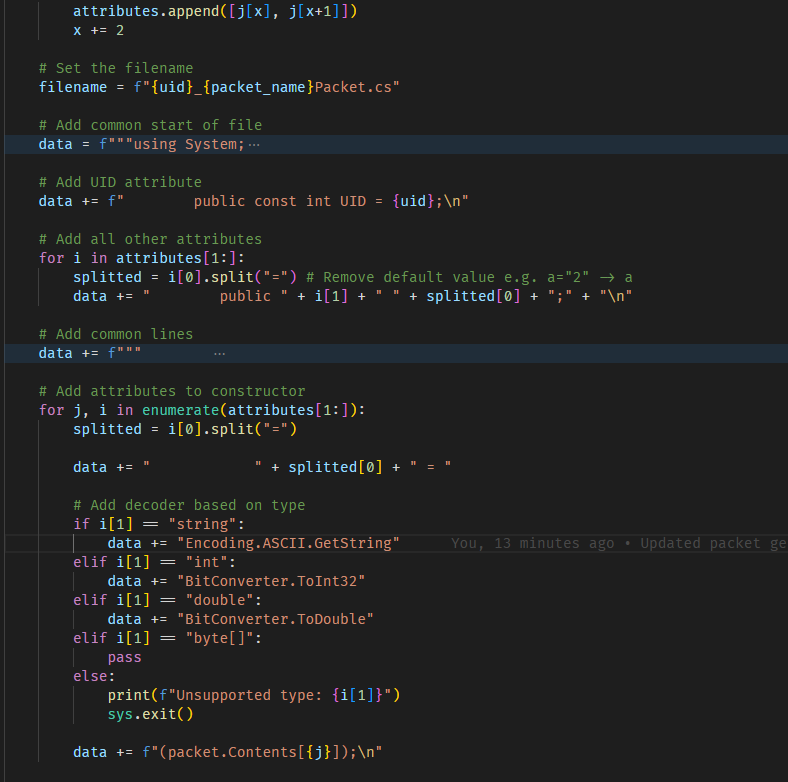 attributes.append([j[x], j[x+1]])
x += 2
# Set the filename
filename = f"{uid}_{packet_name}Packet.cs"
# Add common start of file
data = f"""using System;⋯
# Add UID attribute
data += f"        public const int UID = {uid};\n"
# Add all other attributes
for i in attributes[1:]:
splitted = i[0].split("=") # Remove default value e.g. a="2" -> a
data += "        public " + i[1] + " " + splitted[0] + ";" + "\n"
# Add common lines
data += f"""        ⋯
# Add attributes to constructor
for j, i in enumerate(attributes[1:]):
splitted = i[0].split("=")
data += "            " + splitted[0] + " = "
# Add decoder based on type
if i[1] == "string":
data += "Encoding.ASCII.GetString"      You, 13 minutes ago • Updated packet ge
elif i[1] == "int":
data += "BitConverter.ToInt32"
elif i[1] == "double":
data += "BitConverter.ToDouble"
elif i[1] == "byte[]":
pass
else:
print(f"Unsupported type: {i[1]}")
sys.exit()
data += f"(packet.Contents[{j}]);\n"